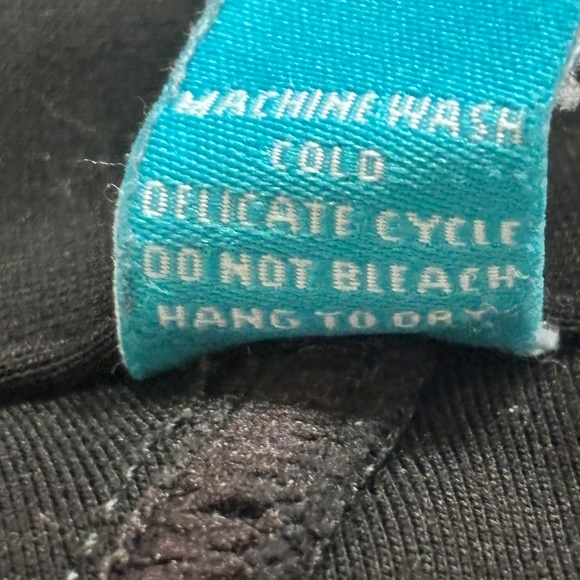 MACHINE WASH
COLD
DELICATE CYCLE
DO NOT BLEACH
HANG TO DRY